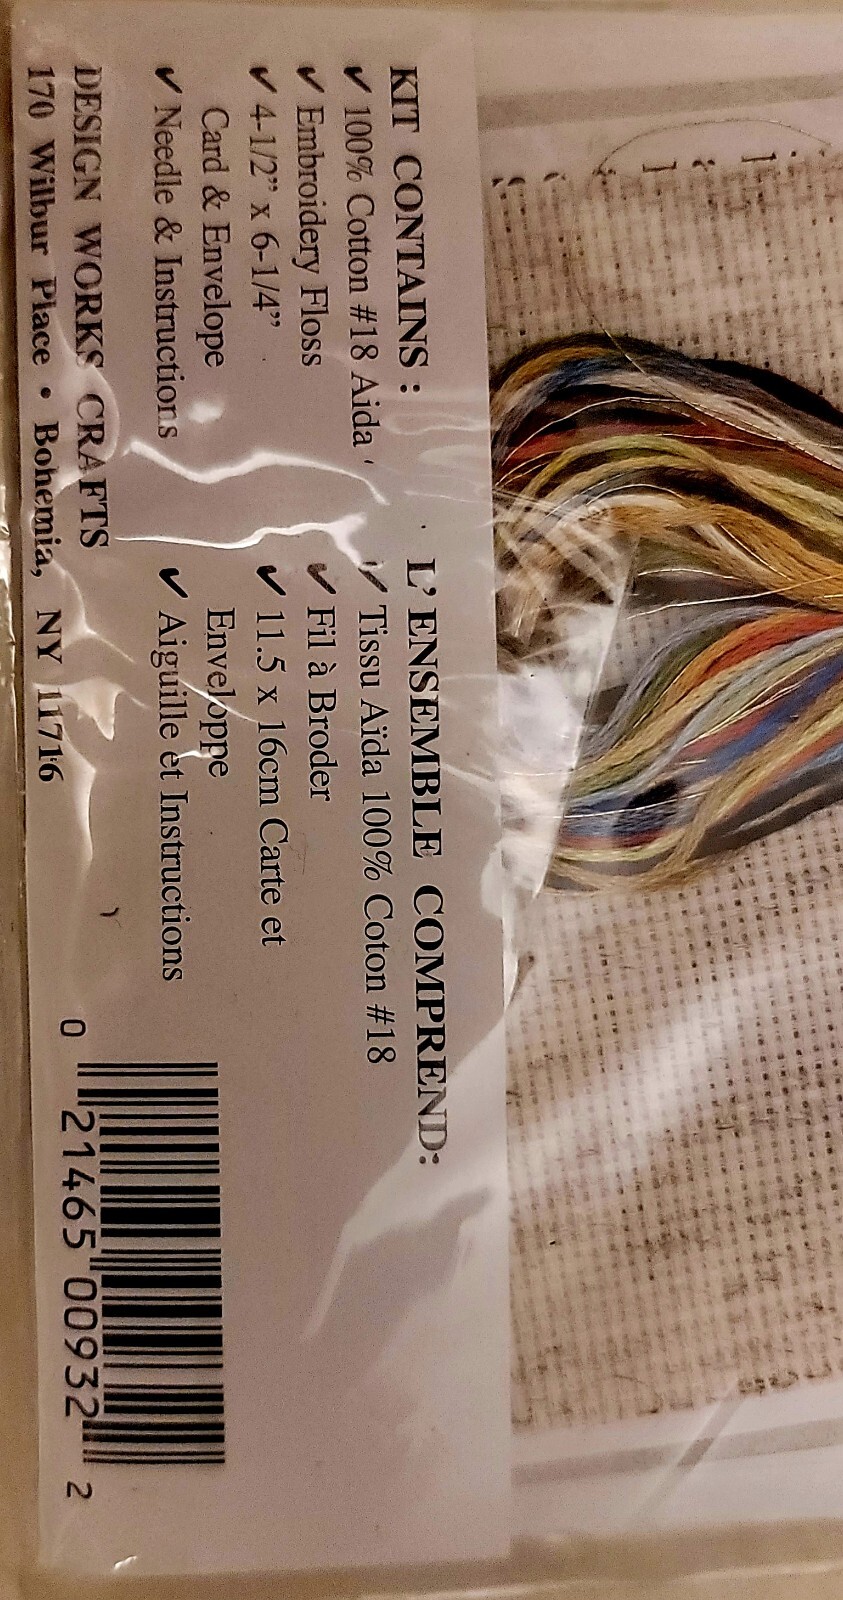 KIT CONTAINS :
✓ 100% Cotton #18 Aida
✓ Embroidery Floss
✓ 4-1/2” x 6-1/4”
Card & Envelope
✓ Needle & Instructions
L’ ENSEMBLE COMPREND:
✓ Tissu Aïda 100% Coton #18
✓ Fil à Broder
✓ 11.5 x 16cm Carte et
Enveloppe
✓ Aiguille et Instructions
DESIGN WORKS CRAFTS
170 Wilbur Place • Bohemia, NY 11716
0 21465 00932 2